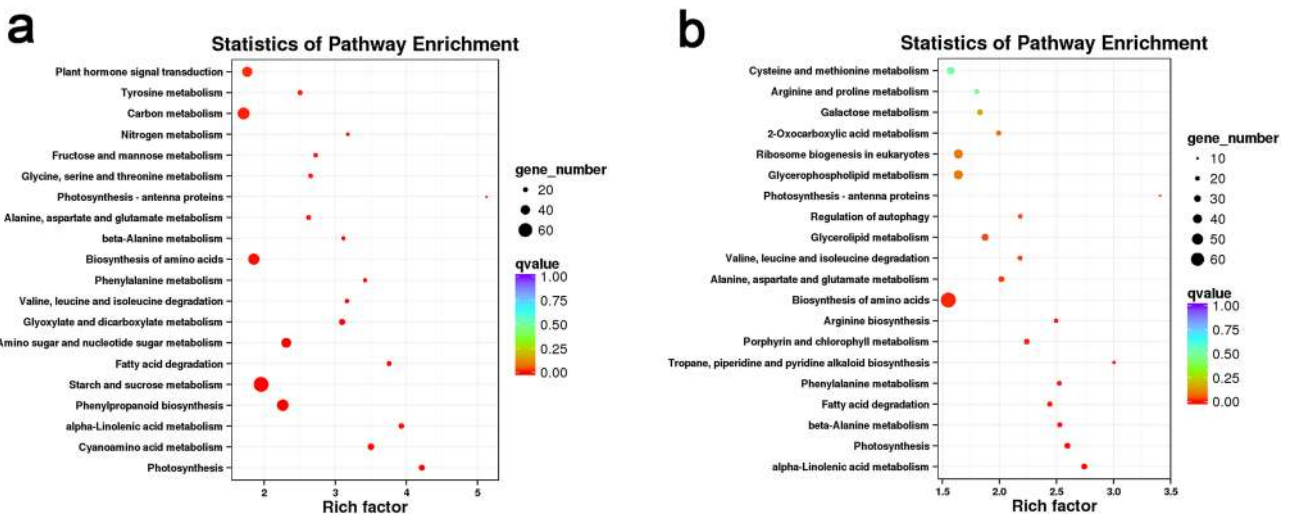 a
Statistics of Pathway Enrichment
Plant hormone signal transduction
Tyrosine metabolism
Carbon metabolism
Nitrogen metabolism
Fructose and mannose metabolism
Glycine, serine and threonine metabolism
Photosynthesis - antenna proteins
Alanine, aspartate and glutamate metabolism
beta-Alanine metabolism
Biosynthesis of amino acids
Phenylalanine metabolism
Valine, leucine and isoleucine degradation
Glyoxylate and dicarboxylate metabolism
Amino sugar and nucleotide sugar metabolism
Fatty acid degradation
Starch and sucrose metabolism
Phenylpropanoid biosynthesis
alpha-Linolenic acid metabolism
Cyanoamino acid metabolism
Photosynthesis
2 3 4 5
Rich factor
gene_number
20
40
60
qvalue
1.00
0.75
0.50
0.25
0.00
b
Statistics of Pathway Enrichment
Cysteine and methionine metabolism
Arginine and proline metabolism
Galactose metabolism
2-Oxocarboxylic acid metabolism
Ribosome biogenesis in eukaryotes
Glycerophospholipid metabolism
Photosynthesis - antenna proteins
Regulation of autophagy
Glycerolipid metabolism
Valine, leucine and isoleucine degradation
Alanine, aspartate and glutamate metabolism
Biosynthesis of amino acids
Arginine biosynthesis
Porphyrin and chlorophyll metabolism
Tropane, piperidine and pyridine alkaloid biosynthesis
Phenylalanine metabolism
Fatty acid degradation
beta-Alanine metabolism
Photosynthesis
alpha-Linolenic acid metabolism
1.5 2.0 2.5 3.0 3.5
Rich factor
gene_number
10
20
30
40
50
60
qvalue
1.00
0.75
0.50
0.25
0.00